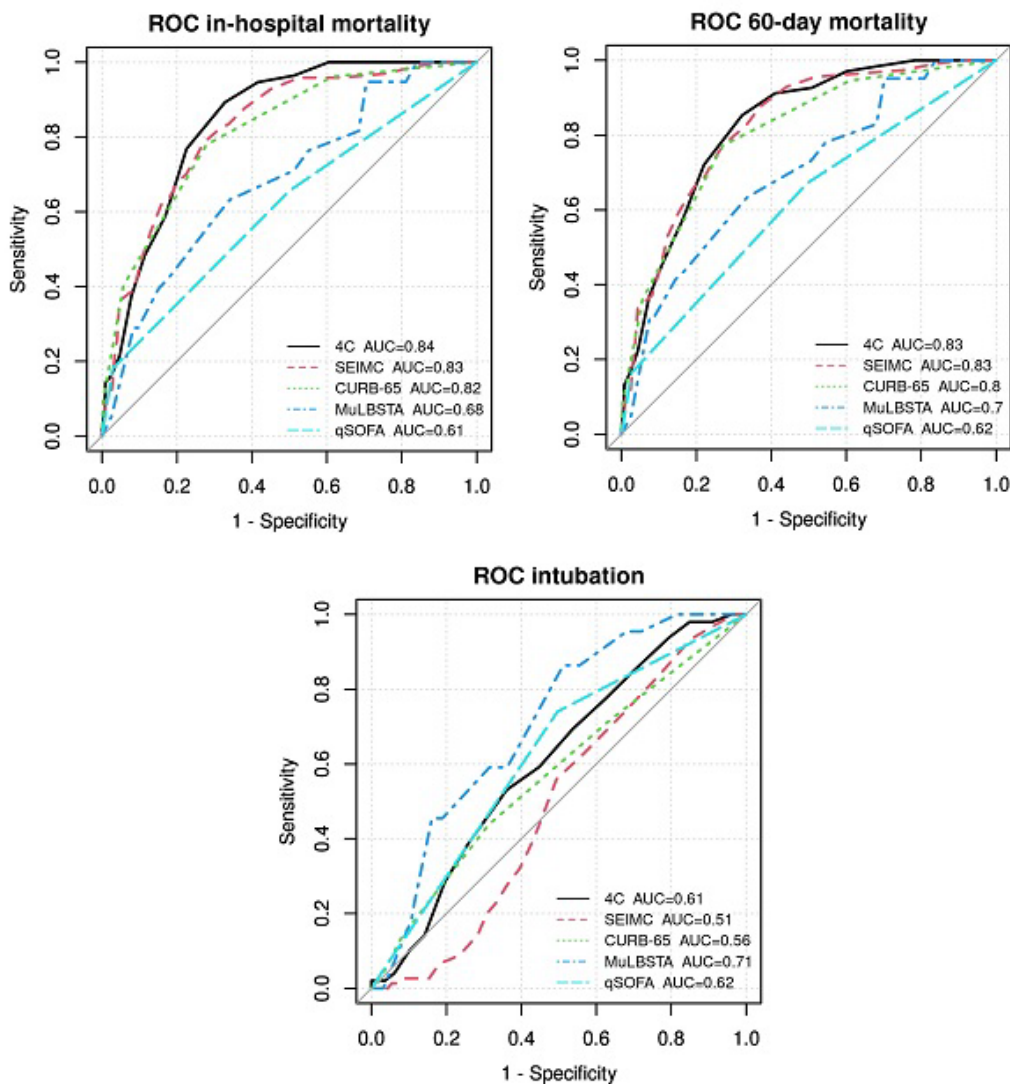 ROC in-hospital mortality
Sensitivity
1.0
0.8
0.6
0.4
0.2
0.0
4C AUC=0.84
SEIMC AUC=0.83
CURB-65 AUC=0.82
MuLBSTA AUC=0.68
qSOFA AUC=0.61
0.0 0.2 0.4 0.6 0.8 1.0
1 - Specificity
ROC 60-day mortality
Sensitivity
1.0
0.8
0.6
0.4
0.2
0.0
4C AUC=0.83
SEIMC AUC=0.83
CURB-65 AUC=0.8
MuLBSTA AUC=0.7
qSOFA AUC=0.62
0.0 0.2 0.4 0.6 0.8 1.0
1 - Specificity
ROC intubation
Sensitivity
1.0
0.8
0.6
0.4
0.2
0.0
4C AUC=0.61
SEIMC AUC=0.51
CURB-65 AUC=0.56
MuLBSTA AUC=0.71
qSOFA AUC=0.62
0.0 0.2 0.4 0.6 0.8 1.0
1 - Specificity